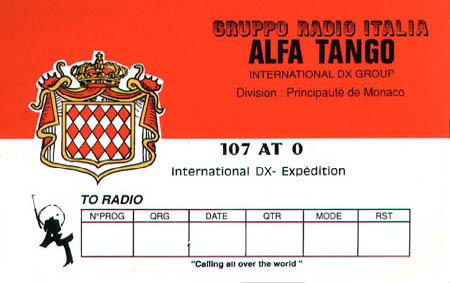 GRUPPO RADIO ITALIA
ALFA TANGO
INTERNATIONAL DX GROUP
Division : Principauté de Monaco
107 AT 0
International DX- Expédition
TO RADIO
N°PROG QRG DATE QTR MODE RST
AT
"Calling all over the world "